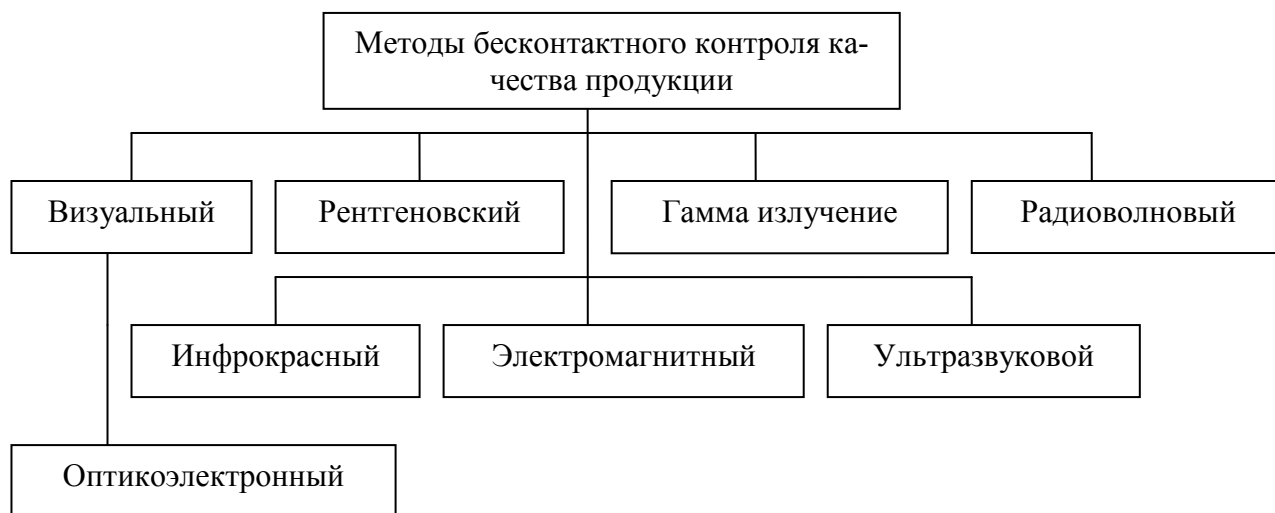 Методы бесконтактного контроля ка-
чества продукции
Визуальный
Рентгеновский
Гамма излучение
Радиоволновый
Инфрокрасный
Электромагнитный
Ультразвуковой
Оптикоэлектронный